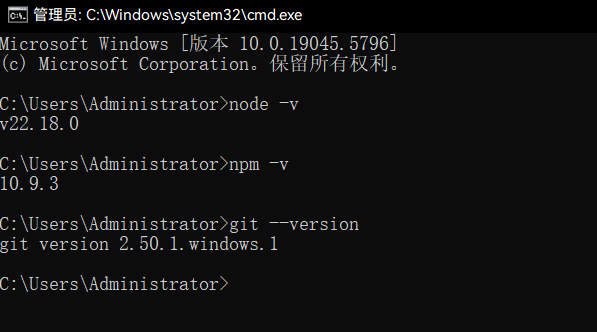 管理员: C:\Windows\system32\cmd.exe
Microsoft Windows [版本 10.0.19045.5796]
(c) Microsoft Corporation。保留所有权利。
C:\Users\Administrator>node -v
v22.18.0
C:\Users\Administrator>npm -v
10.9.3
C:\Users\Administrator>git --version
git version 2.50.1.windows.1
C:\Users\Administrator>